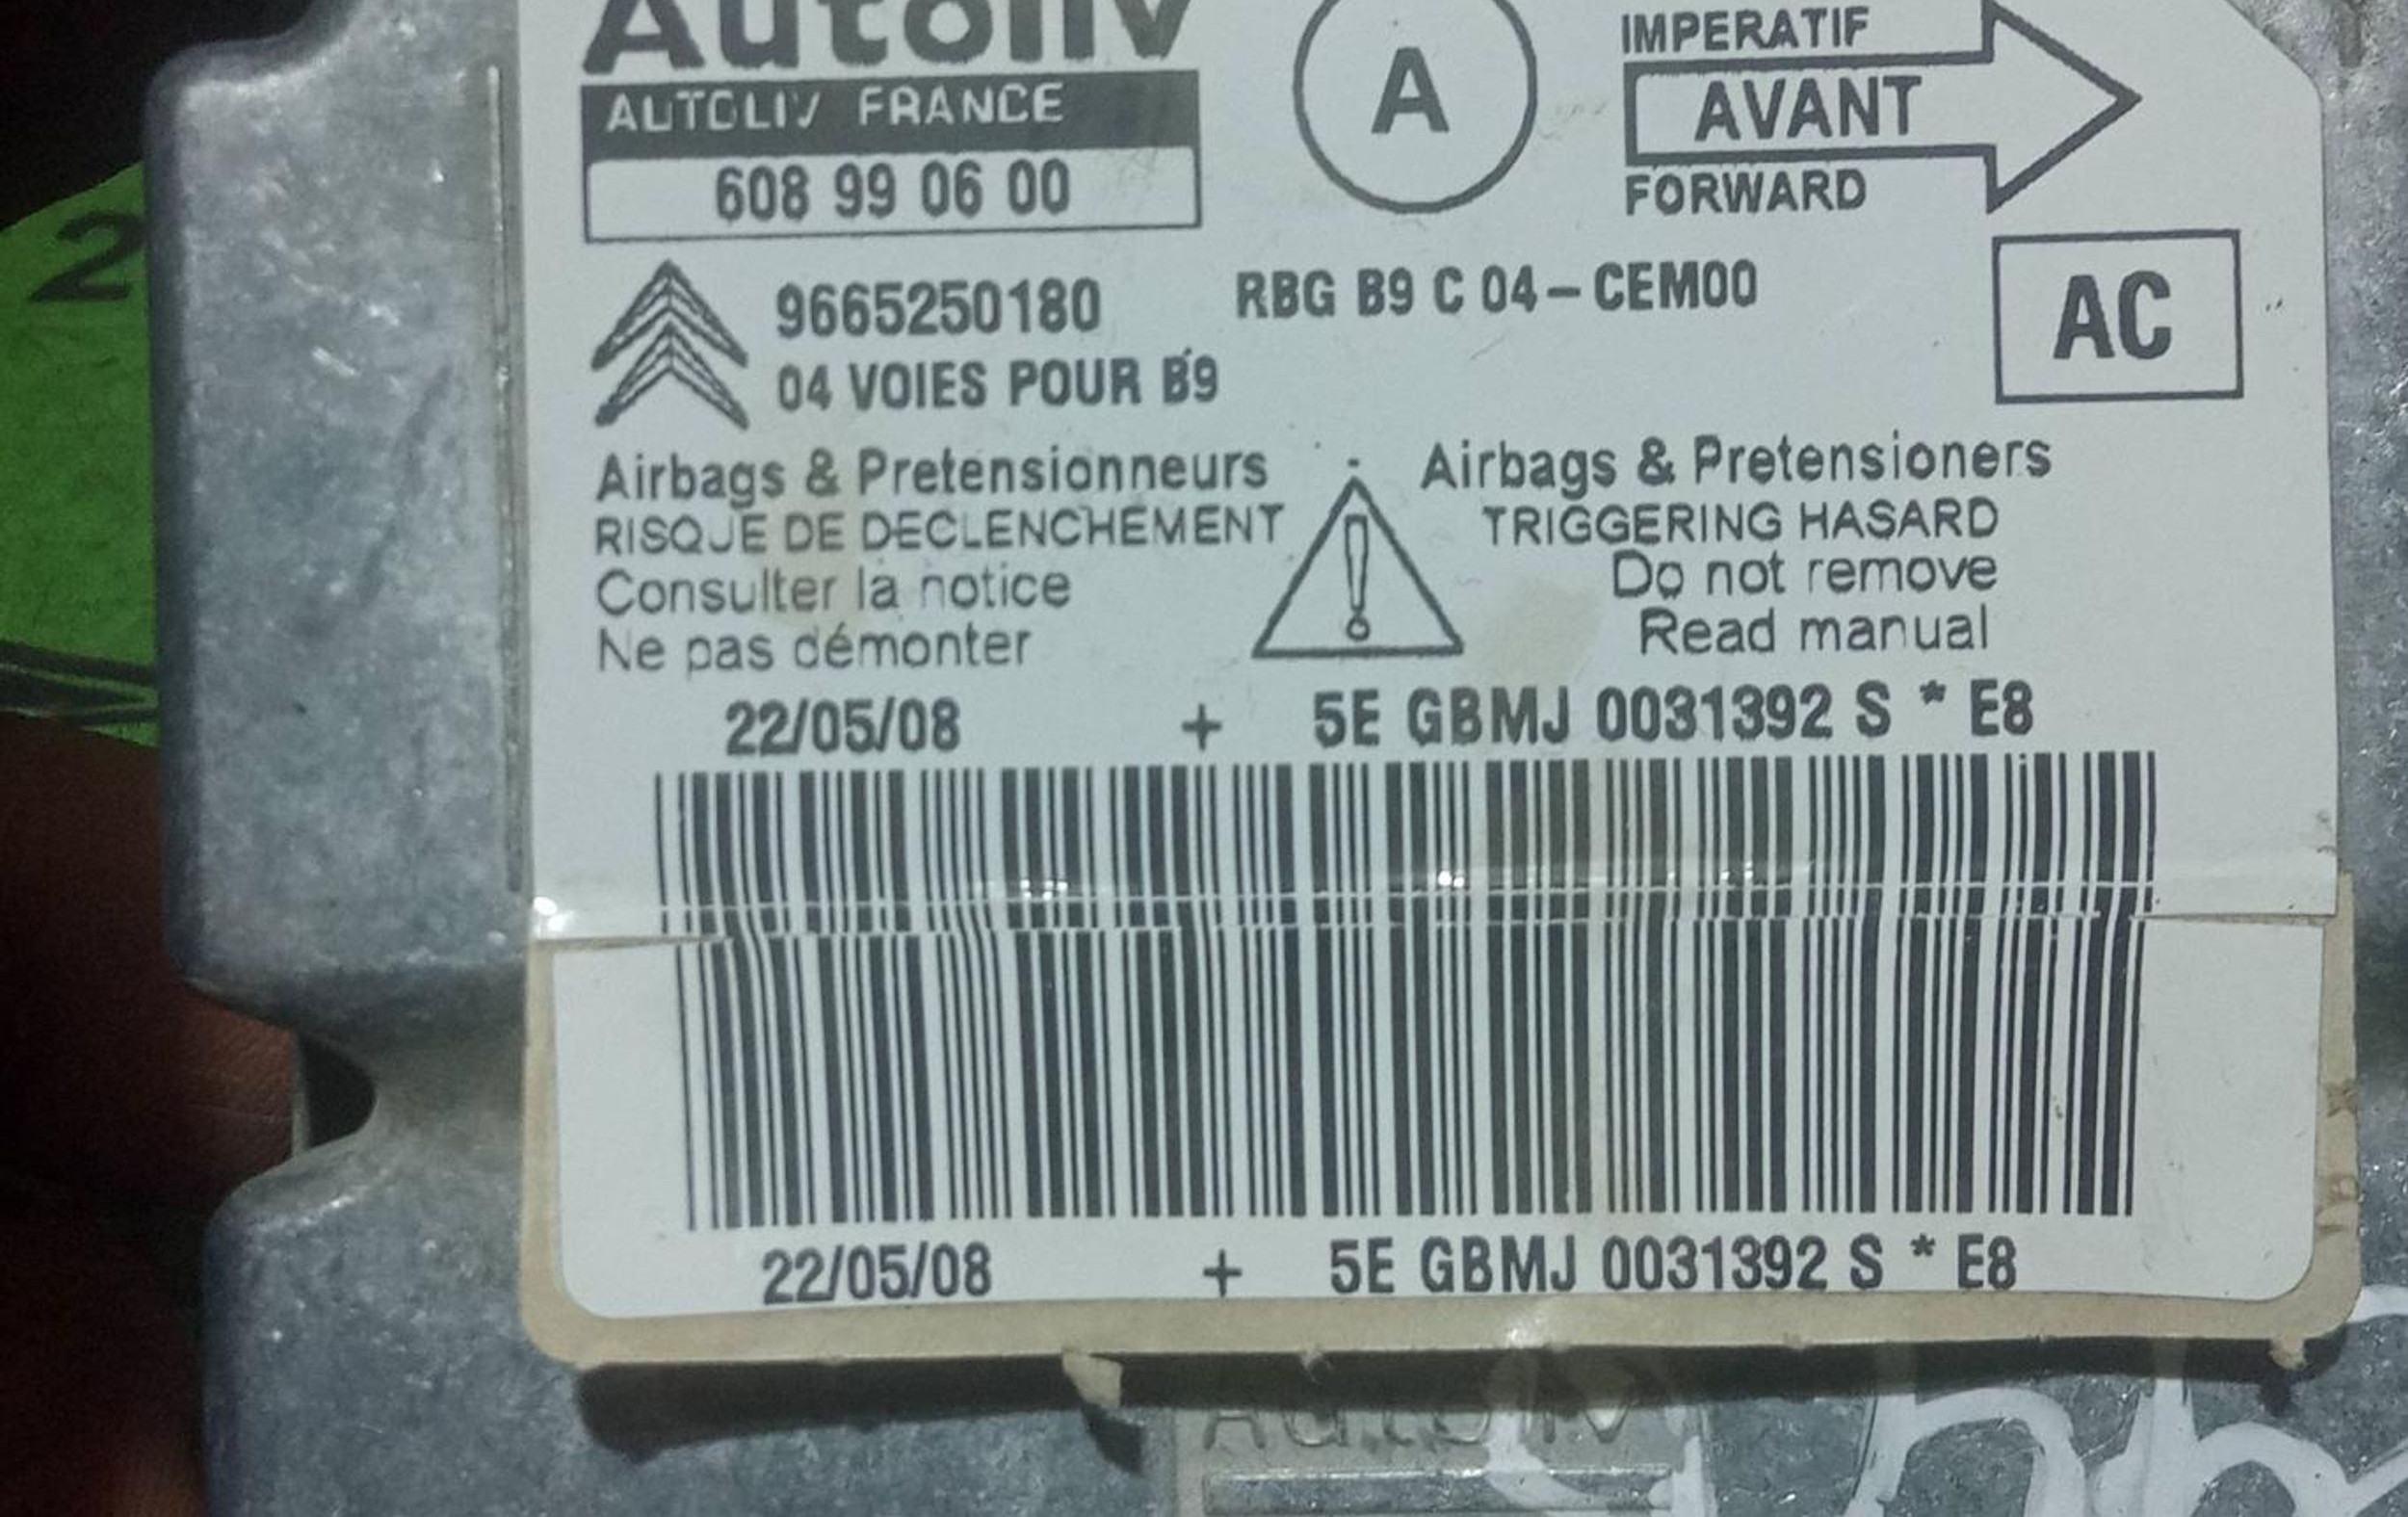 Autoliv
AUTOLIV FRANCE
608 99 06 00
A
IMPERATIF
AVANT
FORWARD
9665250180
RBG B9 C 04-CEM00
04 VOIES POUR B9
AC
Airbags & Pretensionneurs
RISQUE DE DECLENCHEMENT
Consulter la notice
Ne pas démonter
Airbags & Pretensioners
TRIGGERING HASARD
Do not remove
Read manual
22/05/08 + 5E GBMJ 0031392 S * E8
22/05/08 + 5E GBMJ 0031392 S * E8
Autoliv
2